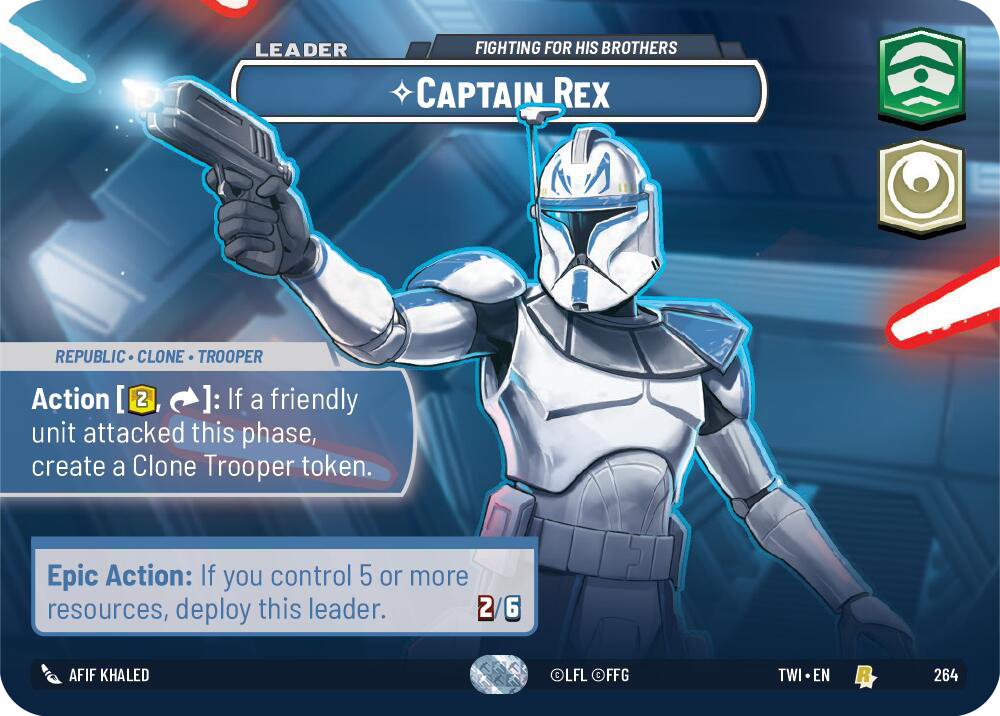 LEADER
FIGHTING FOR HIS BROTHERS
CAPTAIN REX
REPUBLIC • CLONE • TROOPER
Action [2, ]: If a friendly
unit attacked this phase,
create a Clone Trooper token.
Epic Action: If you control 5 or more
resources, deploy this leader.
2/6
AFIF KHALED
©LFL ©FFG
TWI • EN
R
264